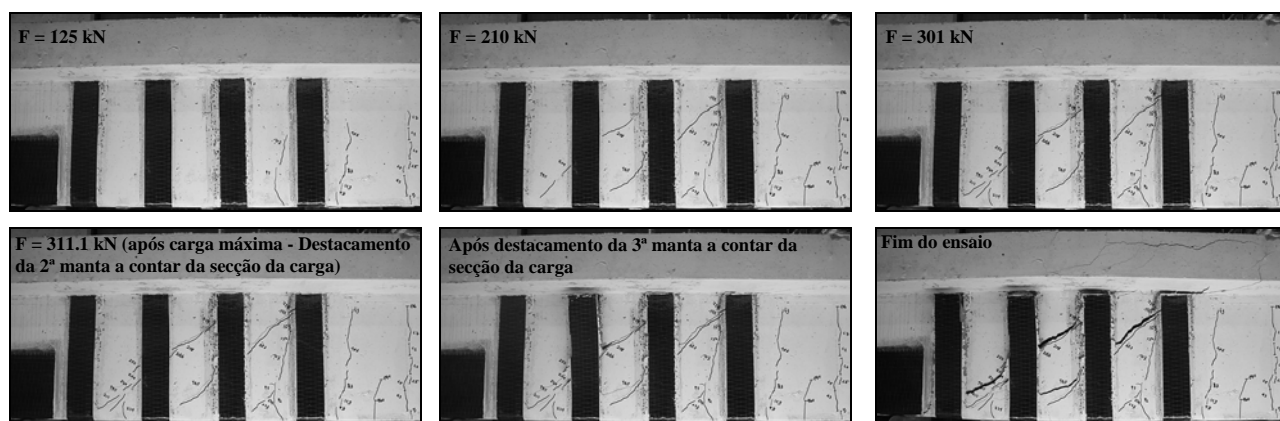 F = 125 kN
F = 210 kN
F = 301 kN
F = 311.1 kN (após carga máxima - Destacamento
da 2ª manta a contar da secção da carga)
Após destacamento da 3ª manta a contar da
secção da carga
Fim do ensaio